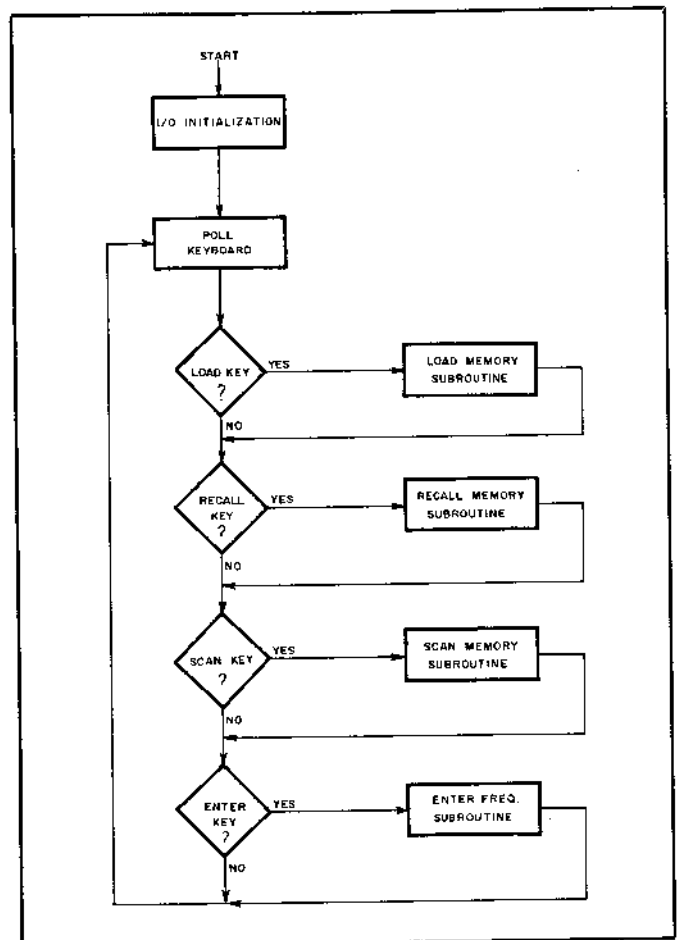 START
I/O INITIALIZATION
POLL
KEYBOARD
LOAD KEY
?
YES
LOAD MEMORY
SUBROUTINE
NO
RECALL
KEY
?
YES
RECALL MEMORY
SUBROUTINE
NO
SCAN KEY
?
YES
SCAN MEMORY
SUBROUTINE
NO
ENTER
KEY
?
YES
ENTER FREQ.
SUBROUTINE
NO